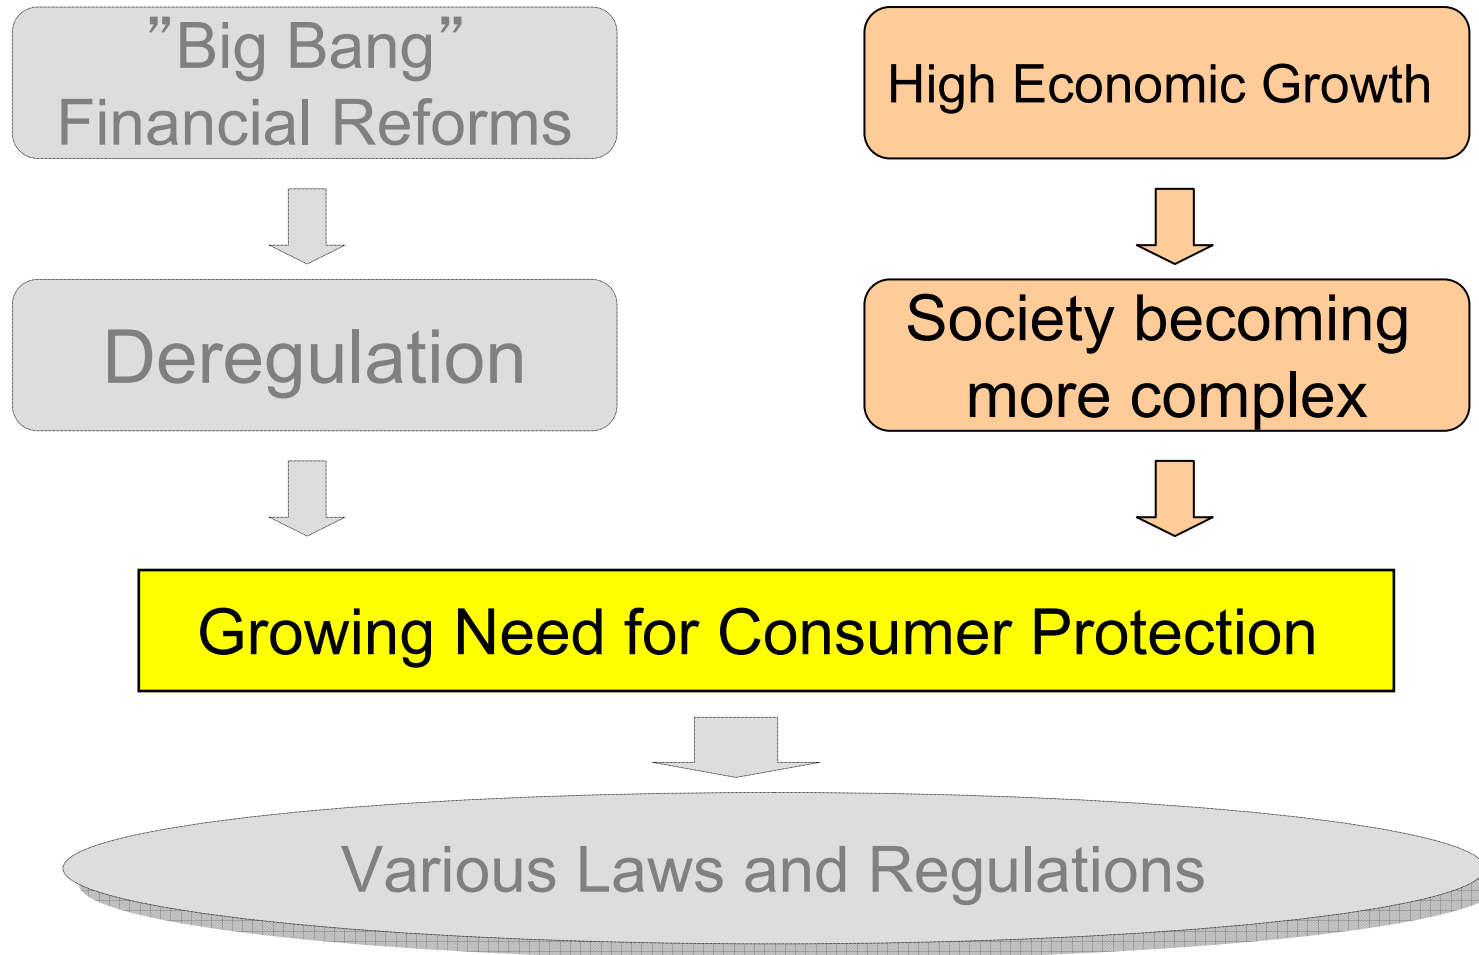 ”Big Bang”
Financial Reforms
High Economic Growth
Deregulation
Society becoming
more complex
Growing Need for Consumer Protection
Various Laws and Regulations